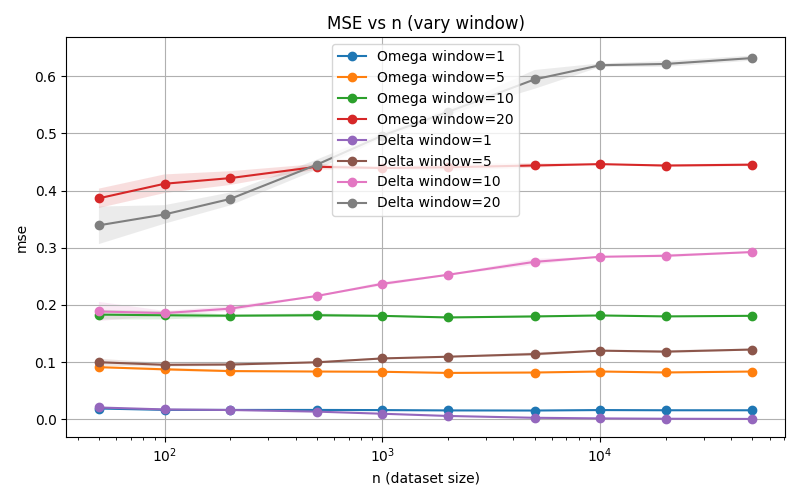 MSE vs n (vary window)
Omega window=1
Omega window=5
Omega window=10
Omega window=20
Delta window=1
Delta window=5
Delta window=10
Delta window=20
mse
0.6
0.5
0.4
0.3
0.2
0.1
0.0
10²
10³
10⁴
n (dataset size)